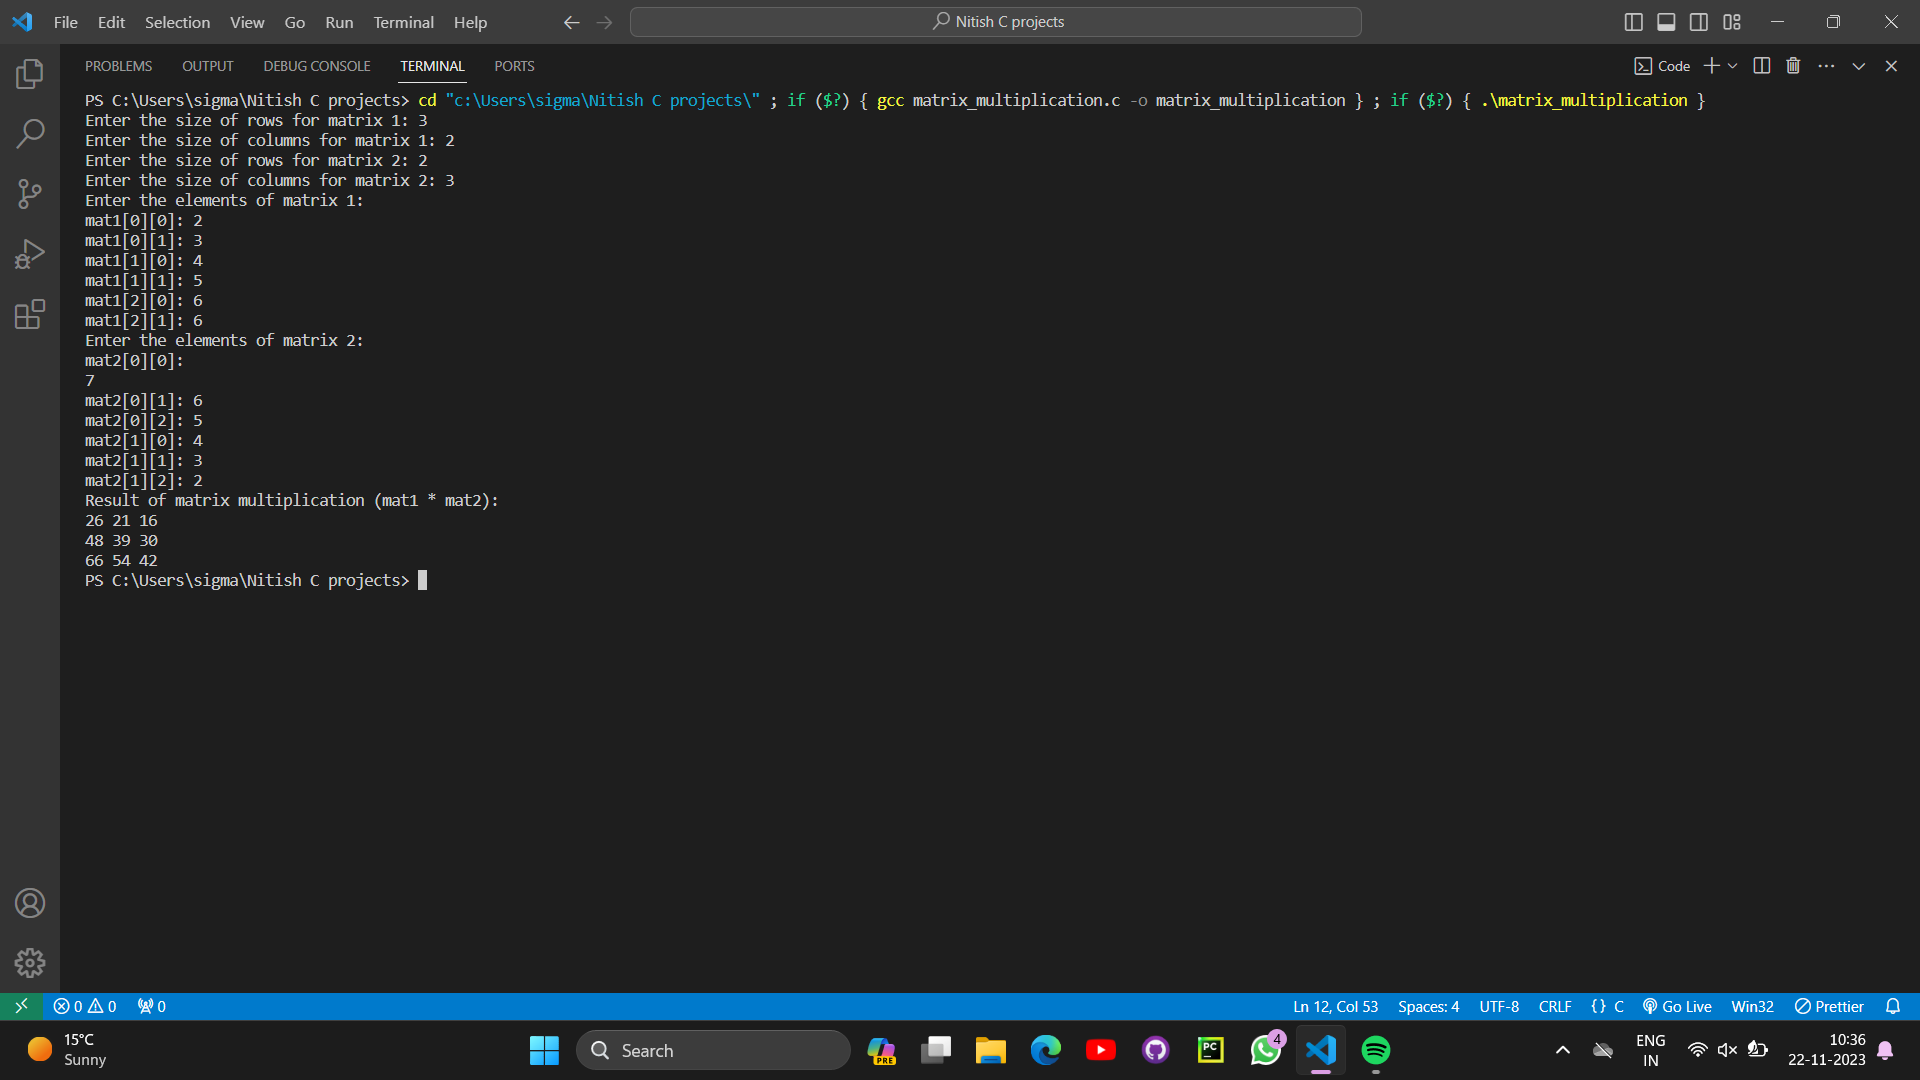 File Edit Selection View Go Run Terminal Help
Nitish C projects
PROBLEMS OUTPUT DEBUG CONSOLE TERMINAL PORTS
Code
PS C:\Users\sigma\Nitish C projects> cd "c:\Users\sigma\Nitish C projects\" ; if ($?) { gcc matrix_multiplication.c -o matrix_multiplication } ; if ($?) { .\matrix_multiplication }
Enter the size of rows for matrix 1: 3
Enter the size of columns for matrix 1: 2
Enter the size of rows for matrix 2: 2
Enter the size of columns for matrix 2: 3
Enter the elements of matrix 1:
mat1[0][0]: 2
mat1[0][1]: 3
mat1[1][0]: 4
mat1[1][1]: 5
mat1[2][0]: 6
mat1[2][1]: 6
Enter the elements of matrix 2:
mat2[0][0]:
7
mat2[0][1]: 6
mat2[0][2]: 5
mat2[1][0]: 4
mat2[1][1]: 3
mat2[1][2]: 2
Result of matrix multiplication (mat1 * mat2):
26 21 16
48 39 30
66 54 42
PS C:\Users\sigma\Nitish C projects>
0 0 0
Ln 12, Col 53 Spaces: 4 UTF-8 CRLF {} C Go Live Win32 Prettier
15°C
Sunny
Search
PRE
PC
4
ENG
IN
10:36
22-11-2023